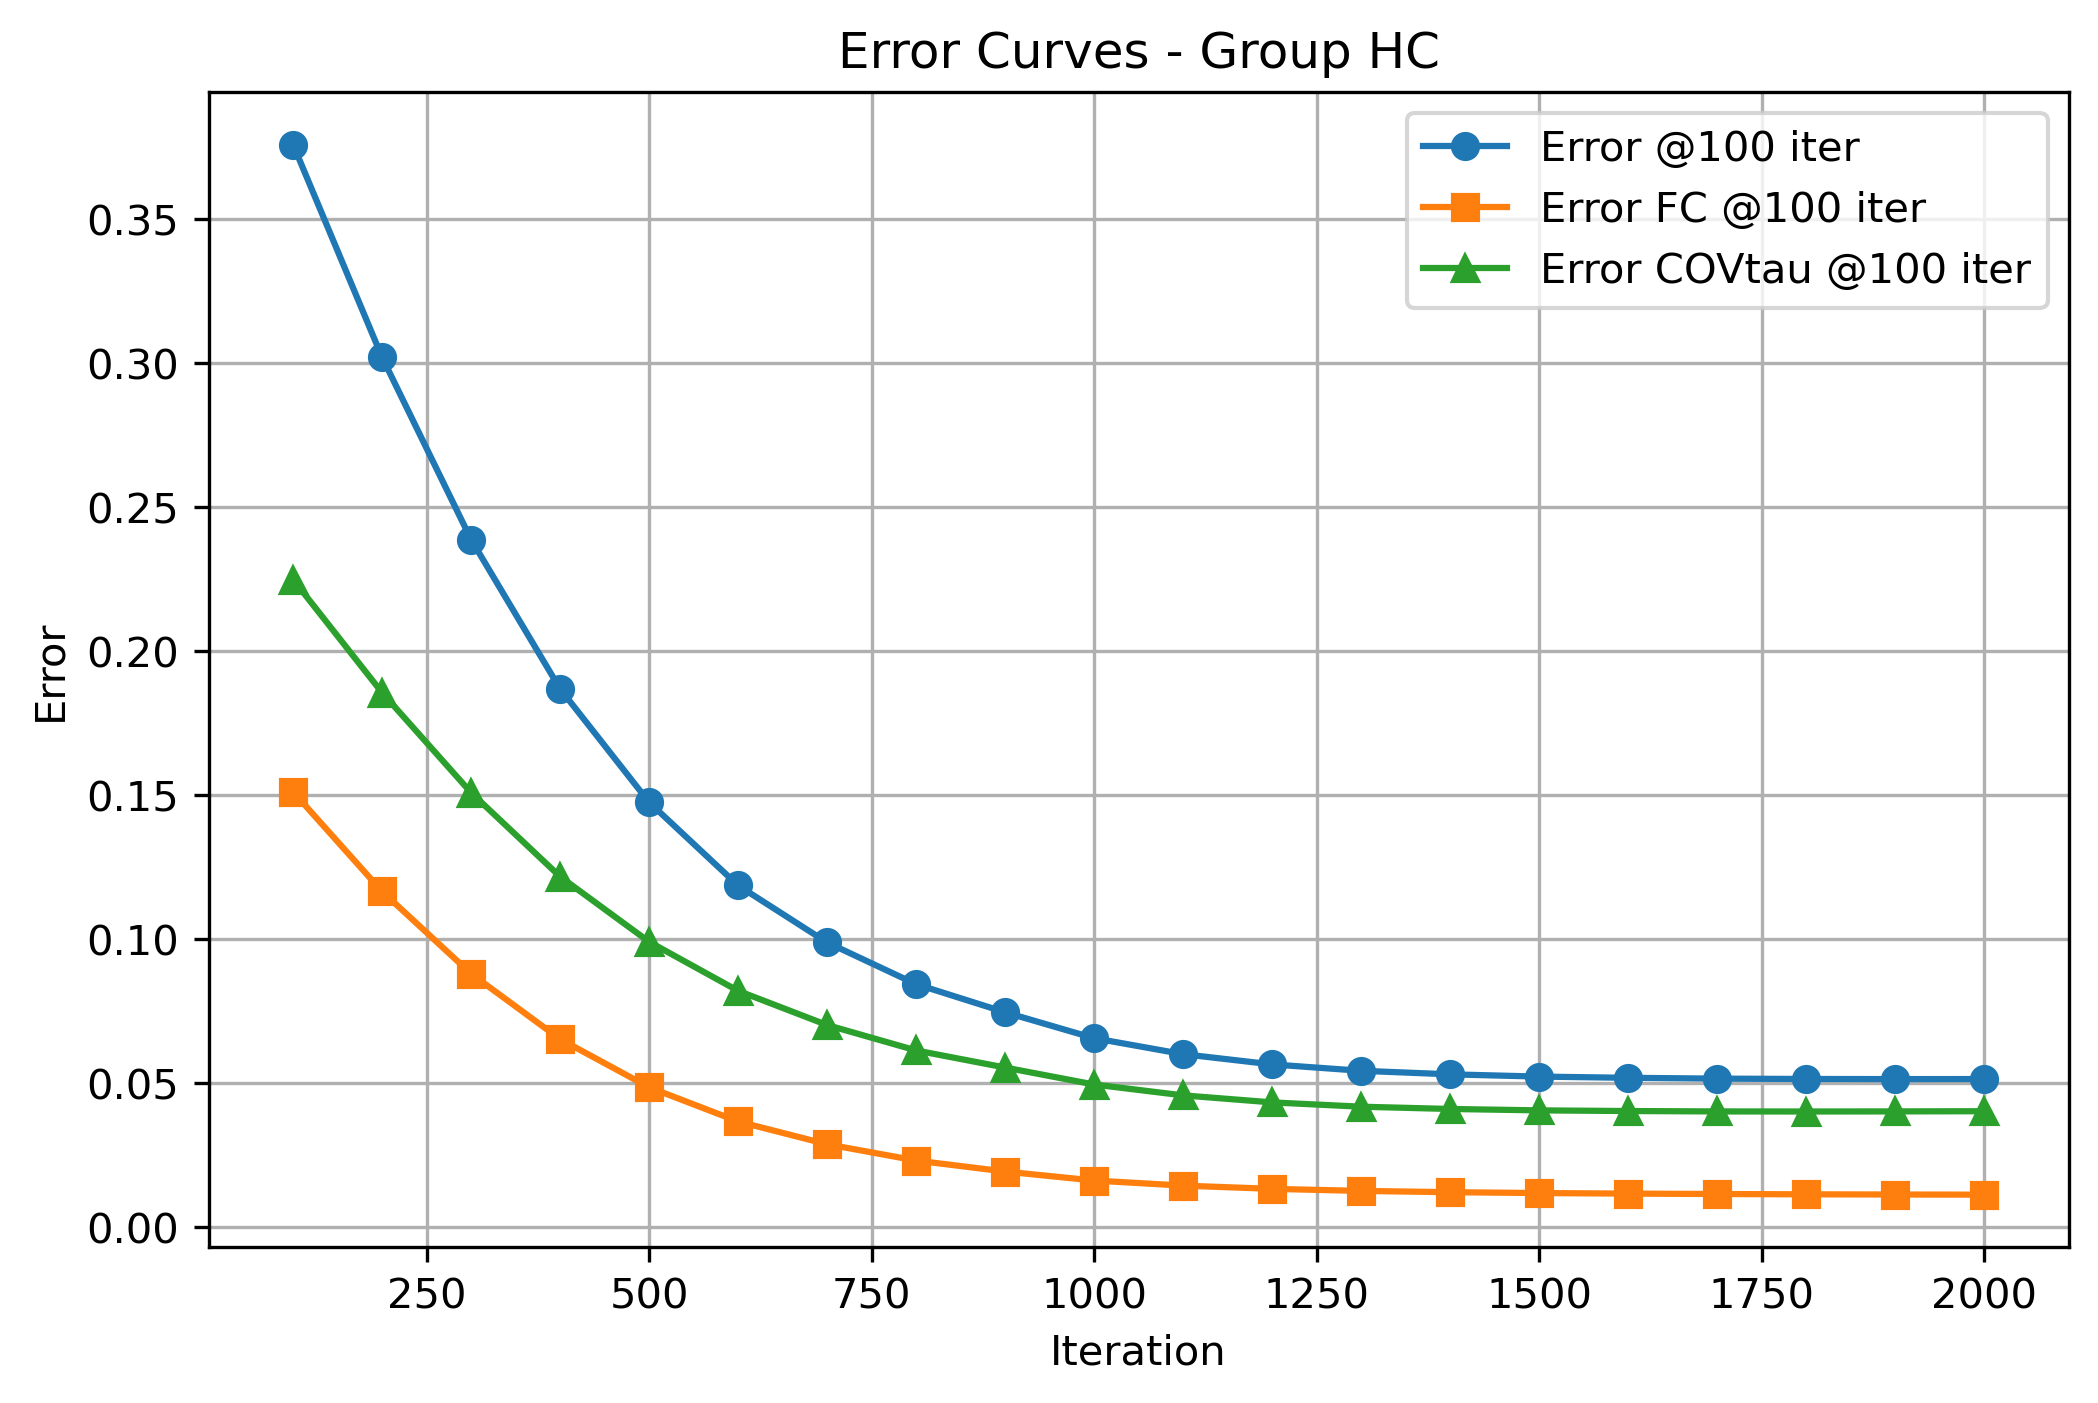 Error Curves - Group HC
Error @100 iter
Error FC @100 iter
Error COVtau @100 iter
Error
0.35
0.30
0.25
0.20
0.15
0.10
0.05
0.00
250 500 750 1000 1250 1500 1750 2000
Iteration